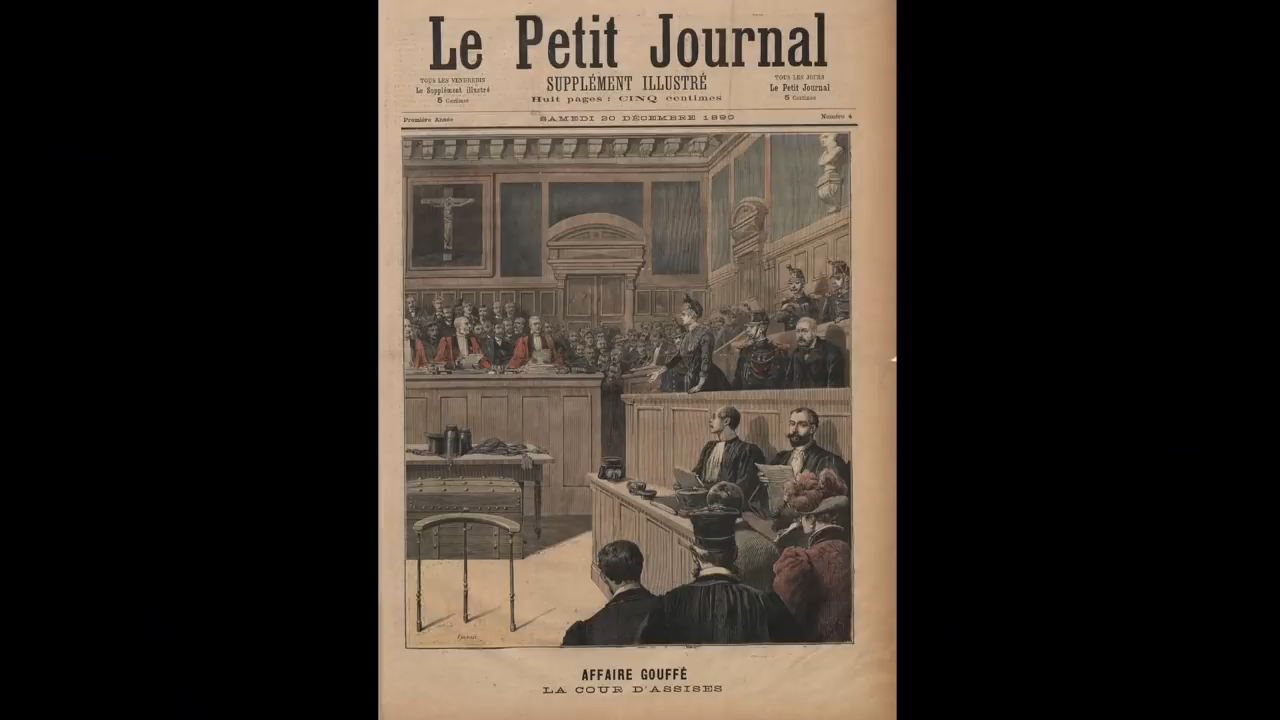 Le Petit Journal
TOUS LES VENDREDIS
Le Supplément illustré
5 Centimes
SUPPLÉMENT ILLUSTRÉ
Huit pages : CINQ centimes
TOUS LES JOURS
Le Petit Journal
5 Centimes
Première Année
SAMEDI 20 DÉCEMBRE 1890
Numéro 4
AFFAIRE GOUFFÉ
LA COUR D'ASSISES